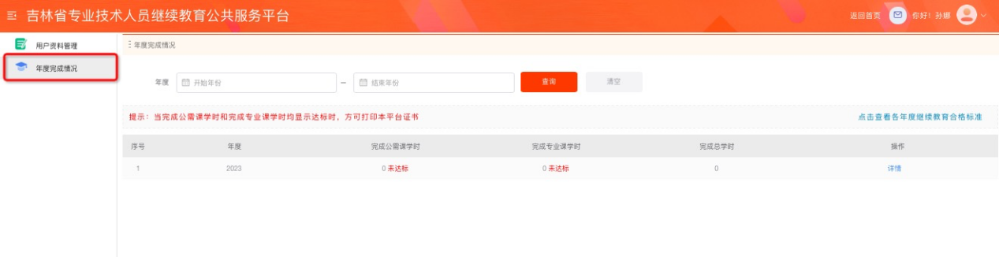 吉林省专业技术人员继续教育公共服务平台
返回首页 你好! 孙娜
用户资料管理
年度完成情况
年度完成情况
年度 开始年份 - 结束年份 查询 清空
提示：当完成公需课学时和完成专业课学时均显示达标时，方可打印本平台证书
点击查看各年度继续教育合格标准
序号 年度 完成公需课学时 完成专业课学时 完成总学时 操作
1 2023 0 未达标 0 未达标 0 详情